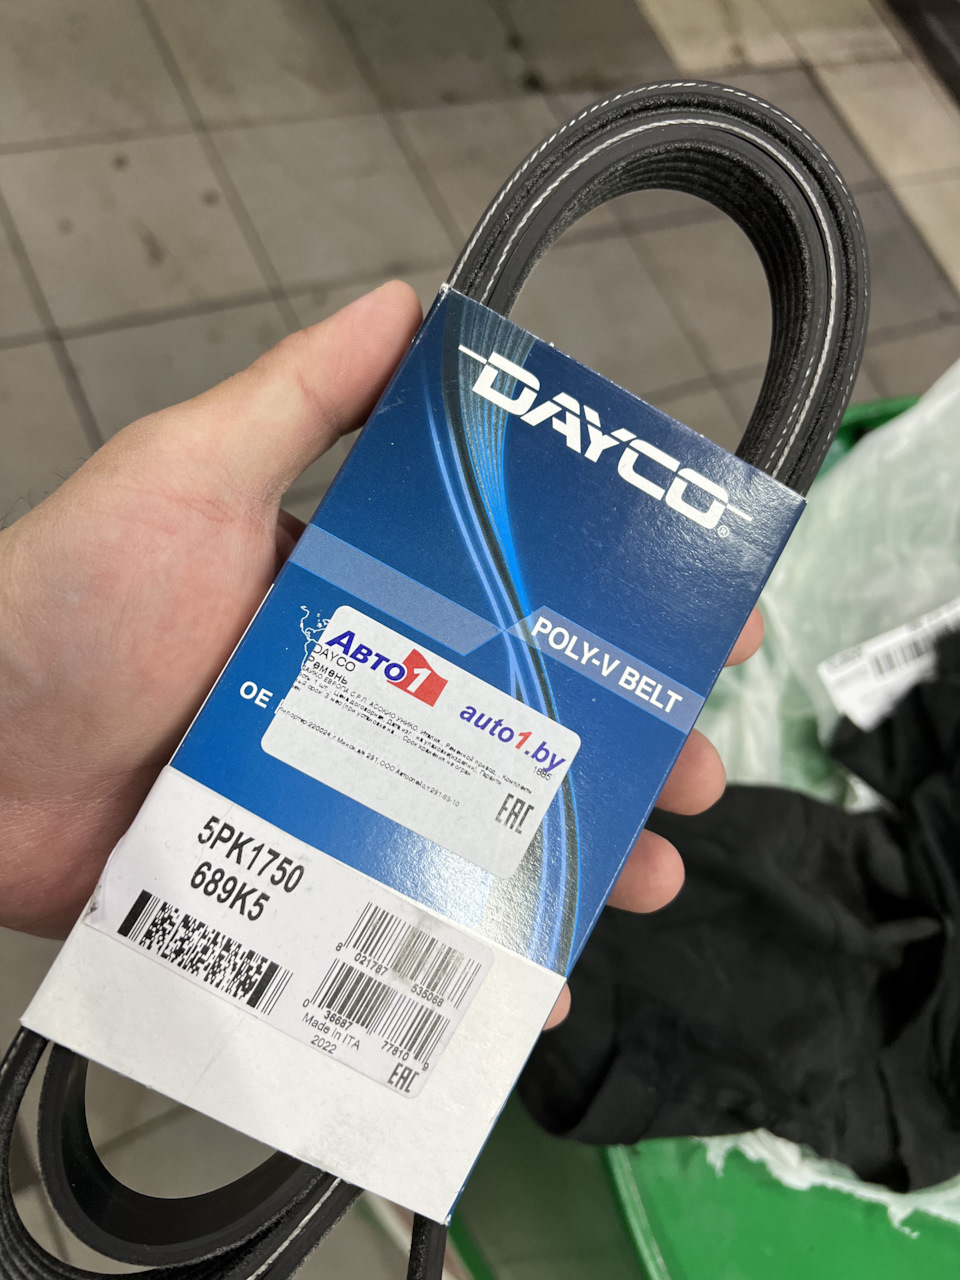 DAYCO®
POLY-V BELT
OE
Авто1
DAYCO
Ремень
auto1.by
1885
EAC
5PK1750
689K5
8 021787 535068
0 36687 77810 9
Made In ITA
2022
EAC